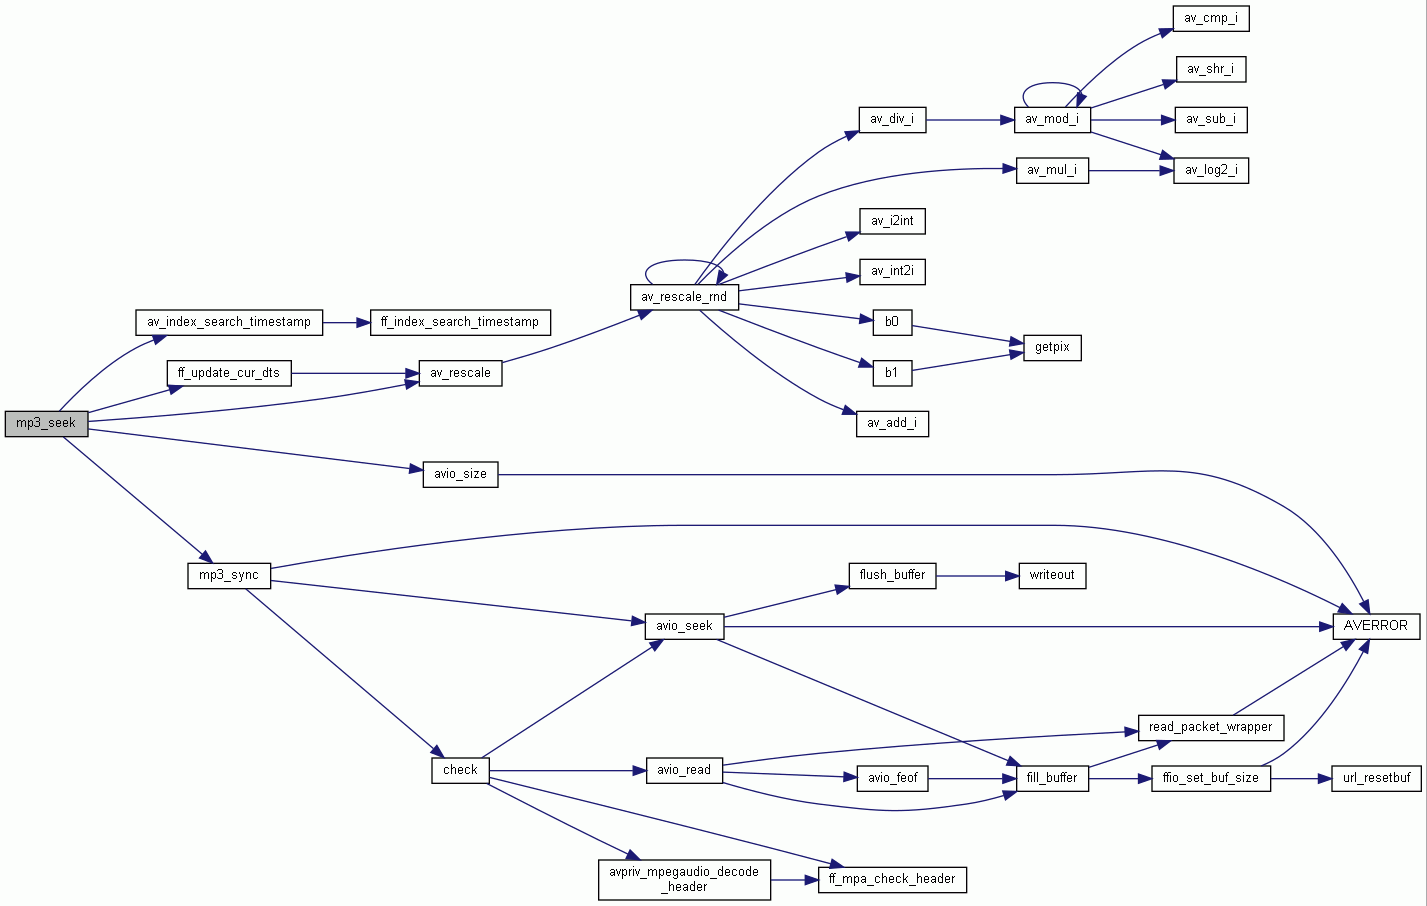 av_cmp_i
av_shr_i
av_div_i
av_mod_i
av_sub_i
av_mul_i
av_log2_i
av_i2int
av_int2i
av_rescale_rnd
av_index_search_timestamp
ff_index_search_timestamp
b0
getpix
ff_update_cur_dts
av_rescale
b1
mp3_seek
av_add_i
avio_size
mp3_sync
flush_buffer
writeout
avio_seek
AVERROR
read_packet_wrapper
check
avio_read
avio_feof
fill_buffer
ffio_set_buf_size
url_resetbuf
avpriv_mpegaudio_decode
_header
ff_mpa_check_header